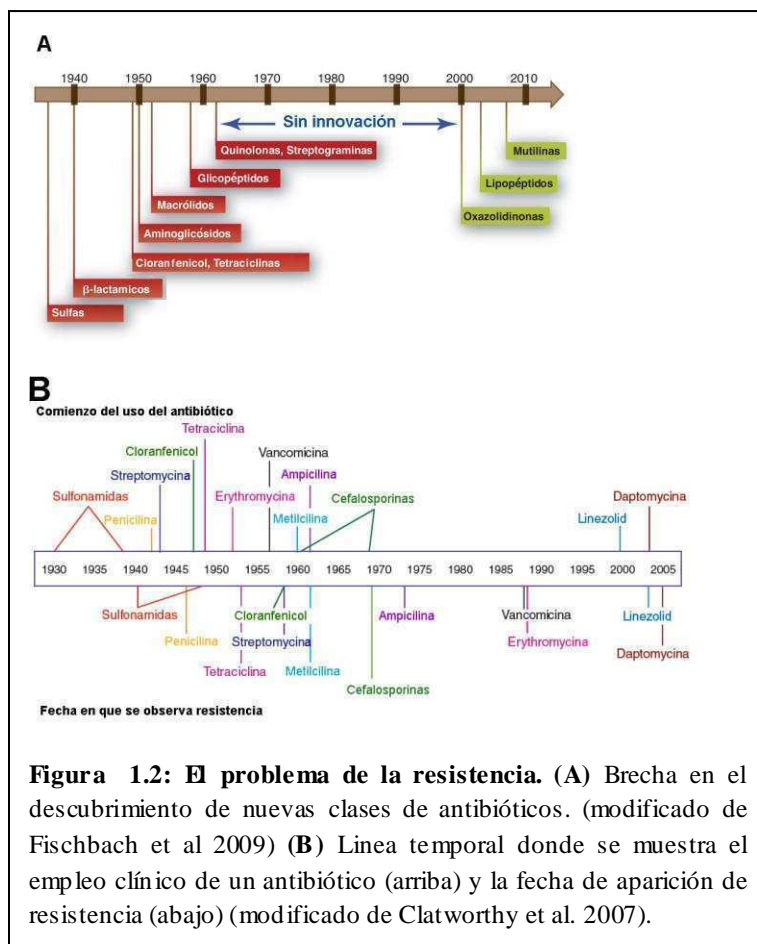 A
1940 1950 1960 1970 1980 1990 2000 2010
Sin innovación
Quinolonas, Streptograminas
Mutilinas
Glicopéptidos
Lipopéptidos
Macrólidos
Oxazolidinonas
Aminoglicósidos
Cloranfenicol, Tetraciclinas
β-lactamicos
Sulfas
B
Comienzo del uso del antibiótico
Tetraciclina
Cloranfenicol
Vancomicina
Streptomycina
Ampicilina
Sulfonamidas
Erythromycina
Cefalosporinas
Daptomycina
Penicilina
Metilcilina
Linezolid
1930 1935 1940 1945 1950 1955 1960 1965 1970 1975 1980 1985 1990 1995 2000 2005
Sulfonamidas
Cloranfenicol
Ampicilina
Vancomicina
Linezolid
Penicilina
Streptomycina
Erythromycina
Daptomycina
Tetraciclina
Metilcilina
Cefalosporinas
Fecha en que se observa resistencia
Figura 1.2: El problema de la resistencia. (A) Brecha en el
descubrimiento de nuevas clases de antibióticos. (modificado de
Fischbach et al 2009) (B) Linea temporal donde se muestra el
empleo clínico de un antibiótico (arriba) y la fecha de aparición de
resistencia (abajo) (modificado de Clatworthy et al. 2007).